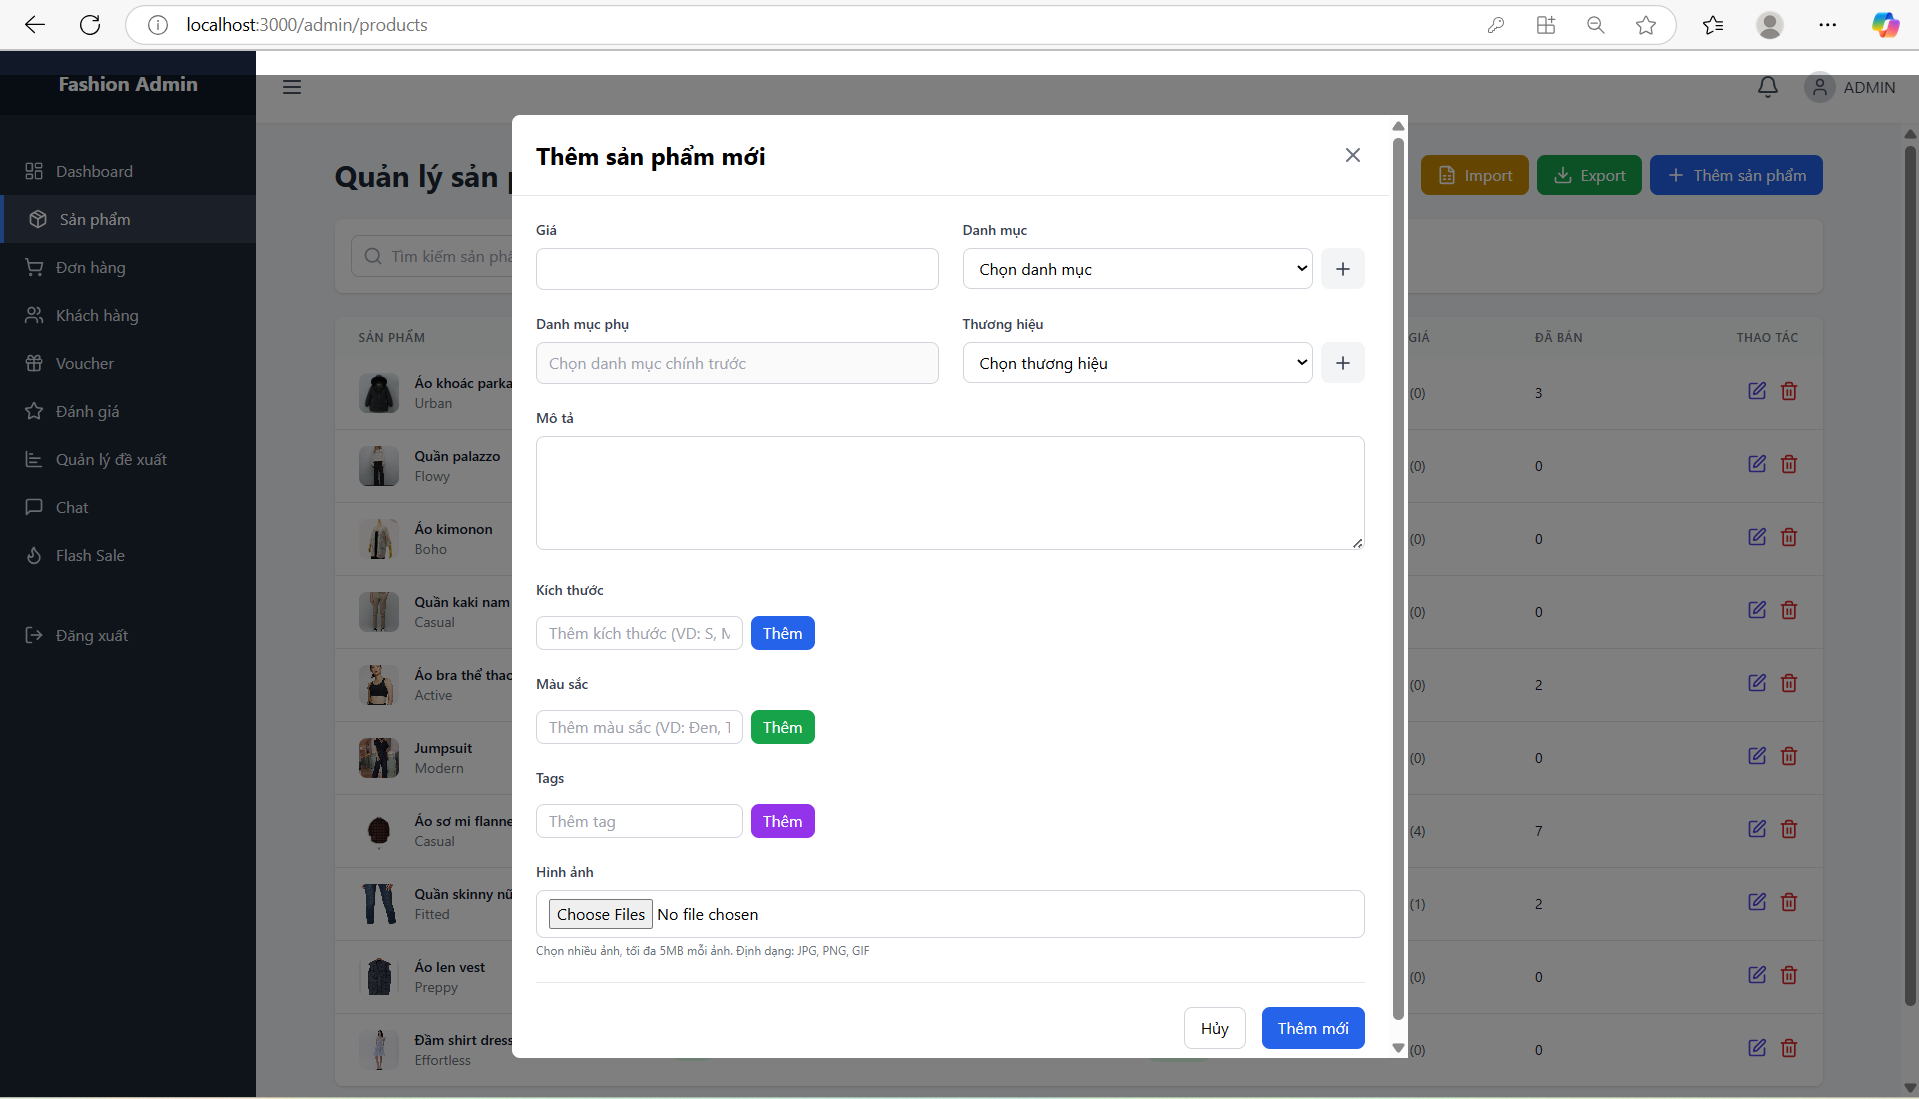 localhost:3000/admin/products
Fashion Admin
ADMIN
Dashboard
Sản phẩm
Đơn hàng
Khách hàng
Voucher
Đánh giá
Quản lý đề xuất
Chat
Flash Sale
Đăng xuất
Quản lý sản
Import
Export
Thêm sản phẩm
Tìm kiếm sản phẩ
SẢN PHẨM
GIÁ
ĐÃ BÁN
THAO TÁC
Áo khoác parka
Urban
(0)
3
Quần palazzo
Flowy
(0)
0
Áo kimonon
Boho
(0)
0
Quần kaki nam
Casual
(0)
0
Áo bra thể thao
Active
(0)
2
Jumpsuit
Modern
(0)
0
Áo sơ mi flanne
Casual
(4)
7
Quần skinny nữ
Fitted
(1)
2
Áo len vest
Preppy
(0)
0
Đầm shirt dress
Effortless
(0)
0
Thêm sản phẩm mới
Giá
Danh mục
Chọn danh mục
Danh mục phụ
Thương hiệu
Chọn danh mục chính trước
Chọn thương hiệu
Mô tả
Kích thước
Thêm kích thước (VD: S, M
Thêm
Màu sắc
Thêm màu sắc (VD: Đen, T
Thêm
Tags
Thêm tag
Thêm
Hình ảnh
Choose Files No file chosen
Chọn nhiều ảnh, tối đa 5MB mỗi ảnh. Định dạng: JPG, PNG, GIF
Hủy
Thêm mới